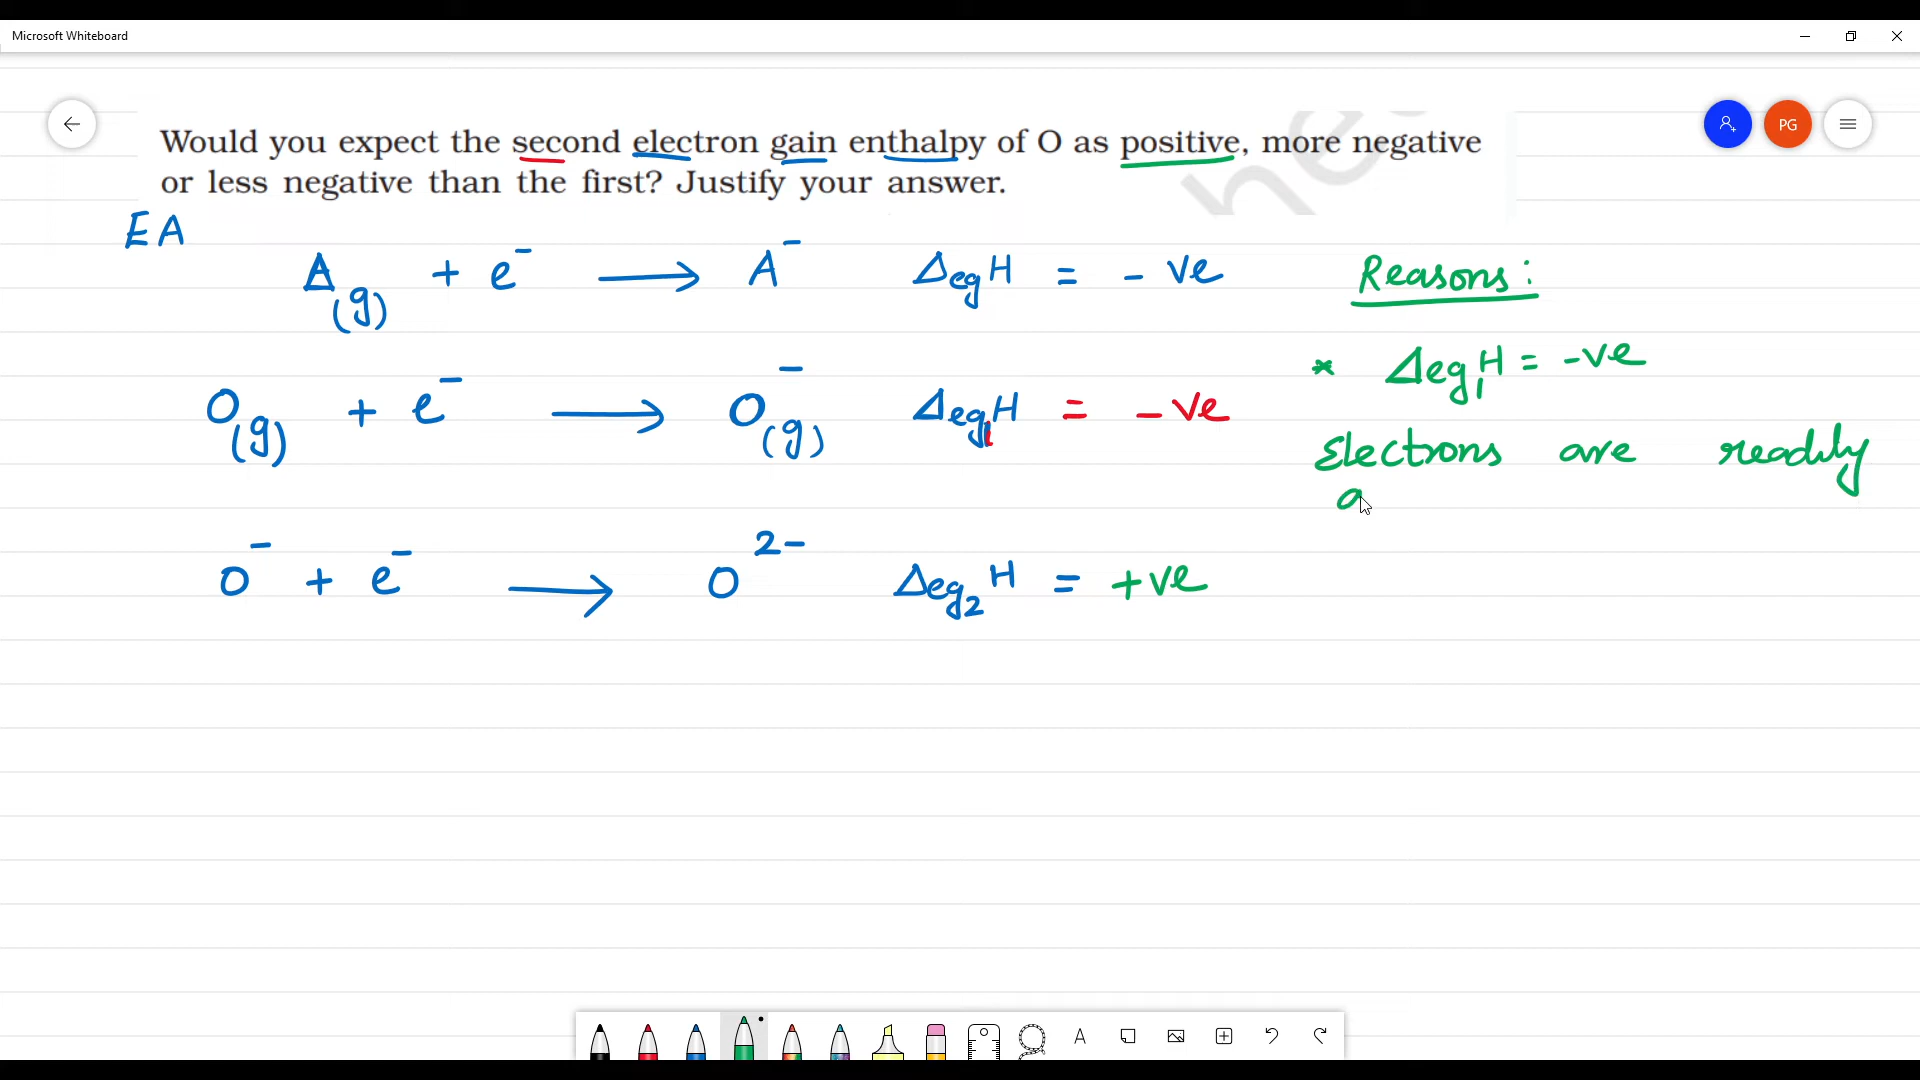 Microsoft Whiteboard
Would you expect the second electron gain enthalpy of O as positive, more negative
or less negative than the first? Justify your answer.
PG
EA
A(g) + e⁻ ⟶ A⁻ ΔegH = - ve
Reasons:
* Δeg₁H = -ve
O(g) + e⁻ ⟶ O⁻(g) Δeg₁H = - ve
Electrons are readily
a
O⁻ + e⁻ ⟶ O²⁻ Δeg₂H = +ve
A